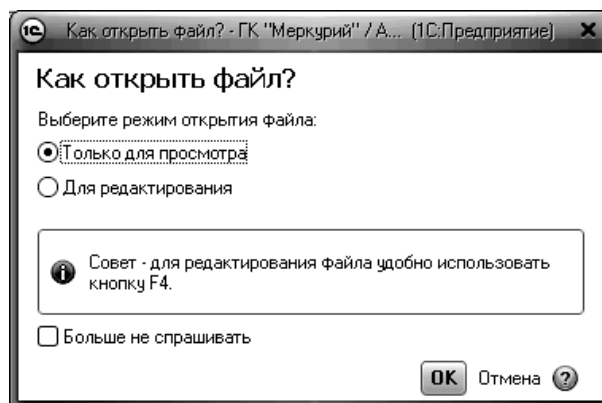 1С Как открыть файл? - ГК "Меркурий" / А... (1С:Предприятие)
Как открыть файл?
Выберите режим открытия файла:
Только для просмотра
Для редактирования
Совет - для редактирования файла удобно использовать
кнопку F4.
Больше не спрашивать
OK Отмена ?